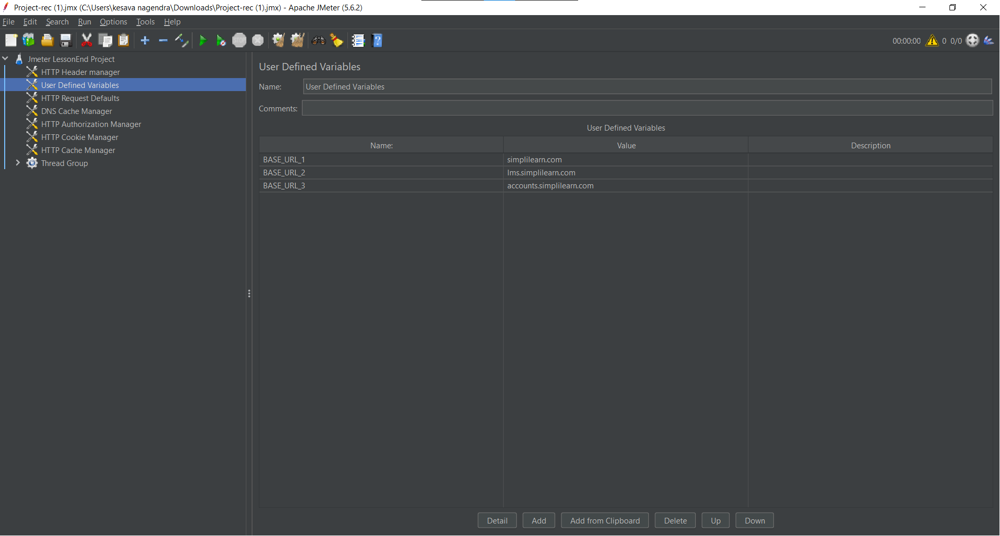 Project-rec (1).jmx (C:\Users\kesava nagendra\Downloads\Project-rec (1).jmx) - Apache JMeter (5.6.2)
File Edit Search Run Options Tools Help
STOP
00:00:00 0 0/0
Jmeter LessonEnd Project
HTTP Header manager
User Defined Variables
HTTP Request Defaults
DNS Cache Manager
HTTP Authorization Manager
HTTP Cookie Manager
HTTP Cache Manager
Thread Group
User Defined Variables
Name: User Defined Variables
Comments:
User Defined Variables
Name: Value Description
BASE_URL_1 simplilearn.com
BASE_URL_2 lms.simplilearn.com
BASE_URL_3 accounts.simplilearn.com
Detail Add Add from Clipboard Delete Up Down